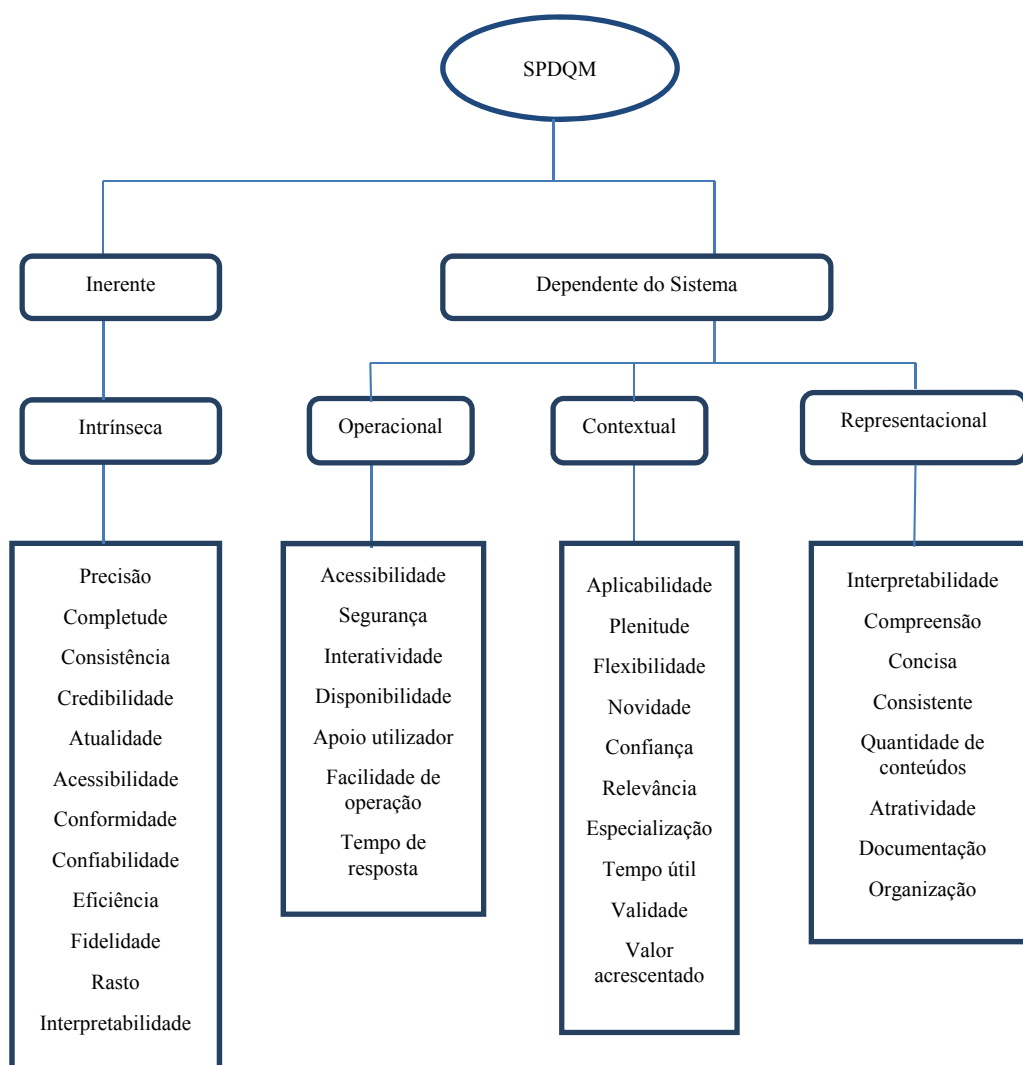 SPDQM
Inerente
Dependente do Sistema
Intrínseca
Operacional
Contextual
Representacional
Precisão
Completude
Consistência
Credibilidade
Atualidade
Acessibilidade
Conformidade
Confiabilidade
Eficiência
Fidelidade
Rasto
Interpretabilidade
Acessibilidade
Segurança
Interatividade
Disponibilidade
Apoio utilizador
Facilidade de
operação
Tempo de
resposta
Aplicabilidade
Plenitude
Flexibilidade
Novidade
Confiança
Relevância
Especialização
Tempo útil
Validade
Valor
acrescentado
Interpretabilidade
Compreensão
Concisa
Consistente
Quantidade de
conteúdos
Atratividade
Documentação
Organização